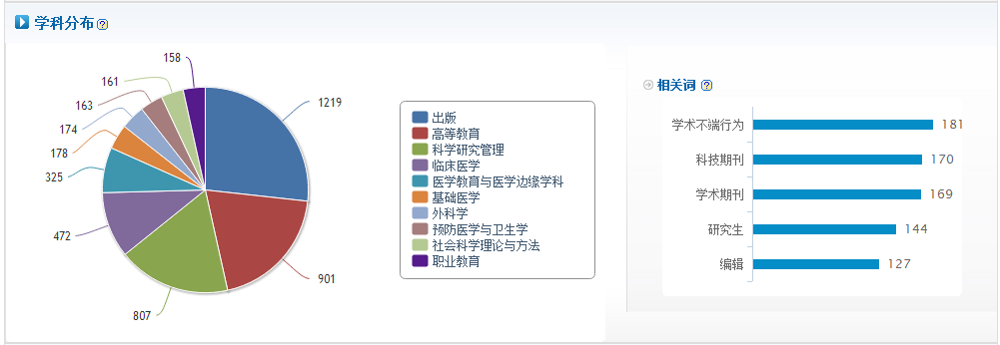 学科分布
158
161
163
174
178
325
472
807
901
1219
出版
高等教育
科学研究管理
临床医学
医学教育与医学边缘学科
基础医学
外科学
预防医学与卫生学
社会科学理论与方法
职业教育
相关词
学术不端行为 181
科技期刊 170
学术期刊 169
研究生 144
编辑 127